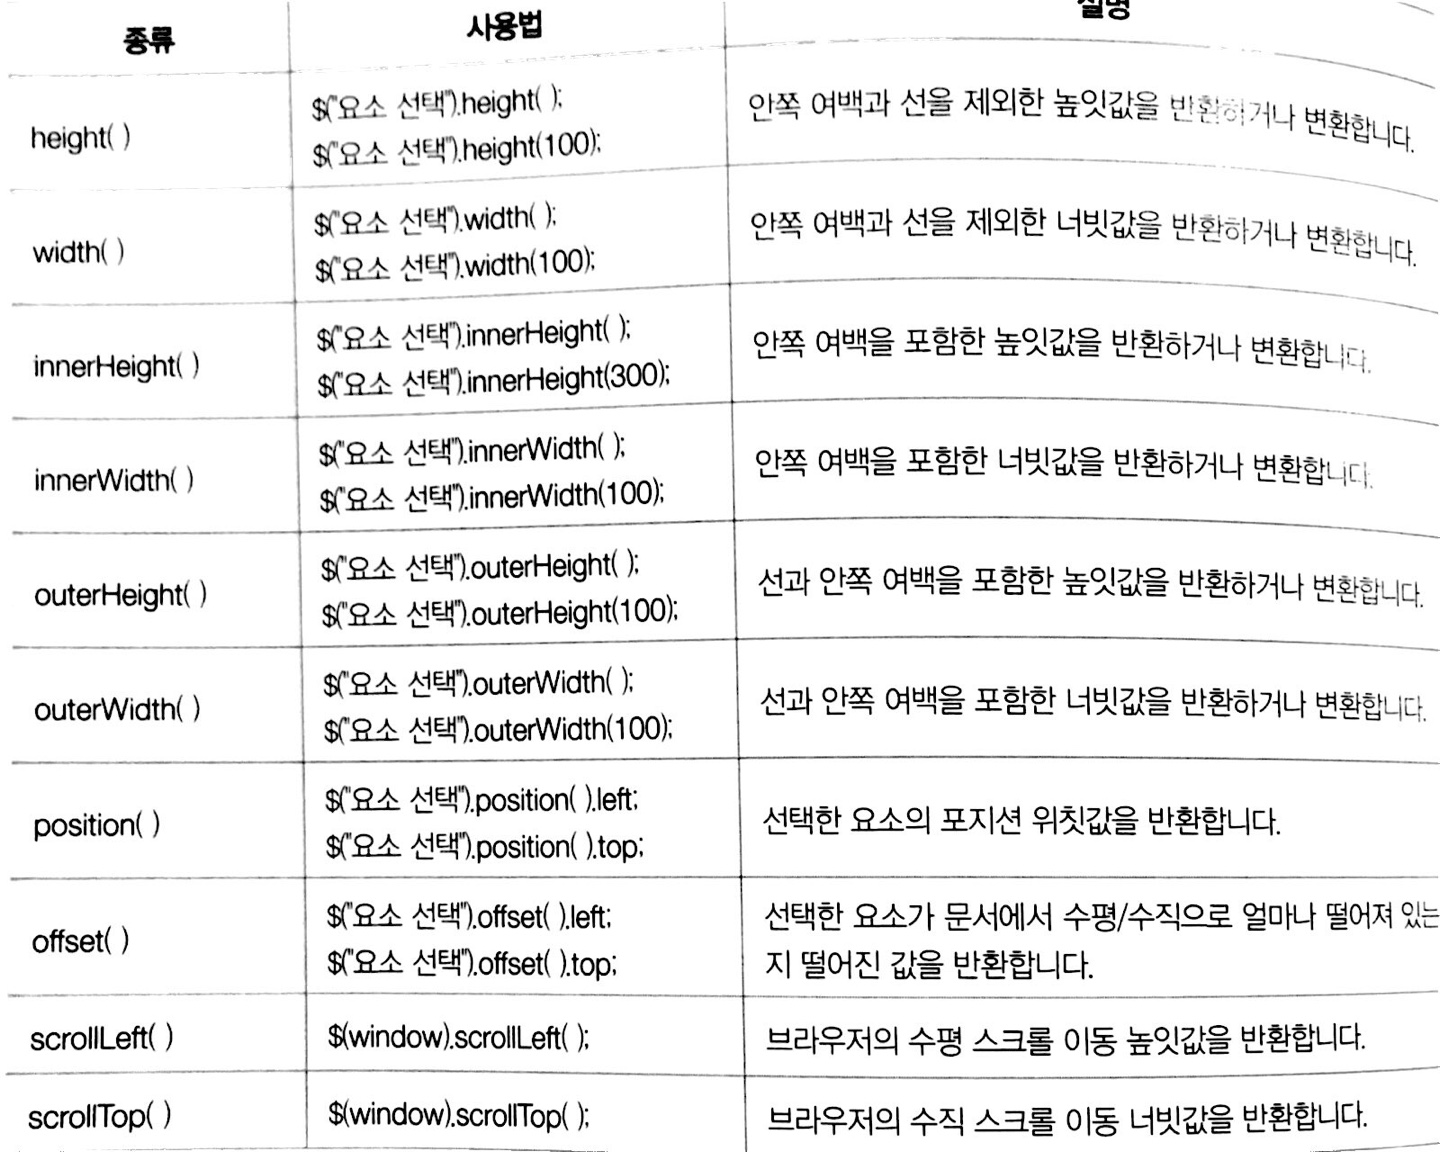 종류 사용법 설명
height( )
$("요소 선택").height( );
$("요소 선택").height(100);
안쪽 여백과 선을 제외한 높잇값을 반환하거나 변환합니다.
width( )
$("요소 선택").width( );
$("요소 선택").width(100);
안쪽 여백과 선을 제외한 너빗값을 반환하거나 변환합니다.
innerHeight( )
$("요소 선택").innerHeight( );
$("요소 선택").innerHeight(300);
안쪽 여백을 포함한 높잇값을 반환하거나 변환합니다.
innerWidth( )
$("요소 선택").innerWidth( );
$("요소 선택").innerWidth(100);
안쪽 여백을 포함한 너빗값을 반환하거나 변환합니다.
outerHeight( )
$("요소 선택").outerHeight( );
$("요소 선택").outerHeight(100);
선과 안쪽 여백을 포함한 높잇값을 반환하거나 변환합니다.
outerWidth( )
$("요소 선택").outerWidth( );
$("요소 선택").outerWidth(100);
선과 안쪽 여백을 포함한 너빗값을 반환하거나 변환합니다.
position( )
$("요소 선택").position( ).left;
$("요소 선택").position( ).top;
선택한 요소의 포지션 위칫값을 반환합니다.
offset( )
$("요소 선택").offset( ).left;
$("요소 선택").offset( ).top;
선택한 요소가 문서에서 수평/수직으로 얼마나 떨어져 있는
지 떨어진 값을 반환합니다.
scrollLeft( )
$(window).scrollLeft( );
브라우저의 수평 스크롤 이동 높잇값을 반환합니다.
scrollTop( )
$(window).scrollTop( );
브라우저의 수직 스크롤 이동 너빗값을 반환합니다.